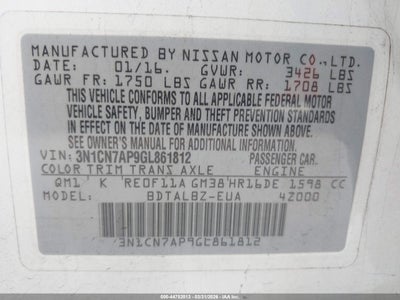 MANUFACTURED BY NISSAN MOTOR CO.,LTD.
DATE: 01/16. GVWR: 3426 LBS
GAWR FR: 1750 LBS GAWR RR: 1708 LBS
THIS VEHICLE CONFORMS TO ALL APPLICABLE FEDERAL MOTOR
VEHICLE SAFETY, BUMPER AND THEFT PREVENTION
STANDARDS IN EFFECT ON THE DATE OF MANUFACTURE
SHOWN ABOVE.
SEE OWNER'S MANUAL FOR ADDITIONAL INFORMATION
VIN: 3N1CN7AP9GL861812 PASSENGER CAR.
COLOR TRIM TRANS AXLE ENGINE
QM1 K RE0F11A GM38 HR16DE 1598 CC
BDTALBZ-EUA 4Z000
3N1CN7AP9GL861812